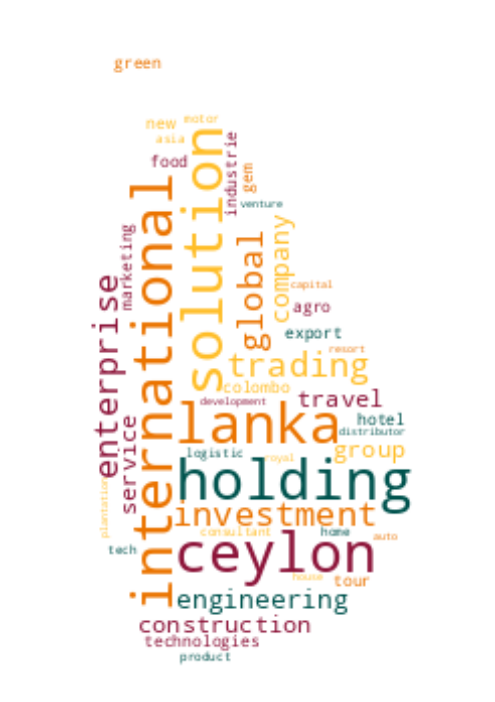 green
new
motor
asia
food
industrie
gem
solution
venture
international
marketing
global
company
capital
agro
enterprise
export
resort
trading
colombo
development
travel
lanka
hotel
distributor
service
group
logistic
royal
holding
plantation
investment
consultant
home
auto
tech
ceylon
house
tour
engineering
construction
technologies
product